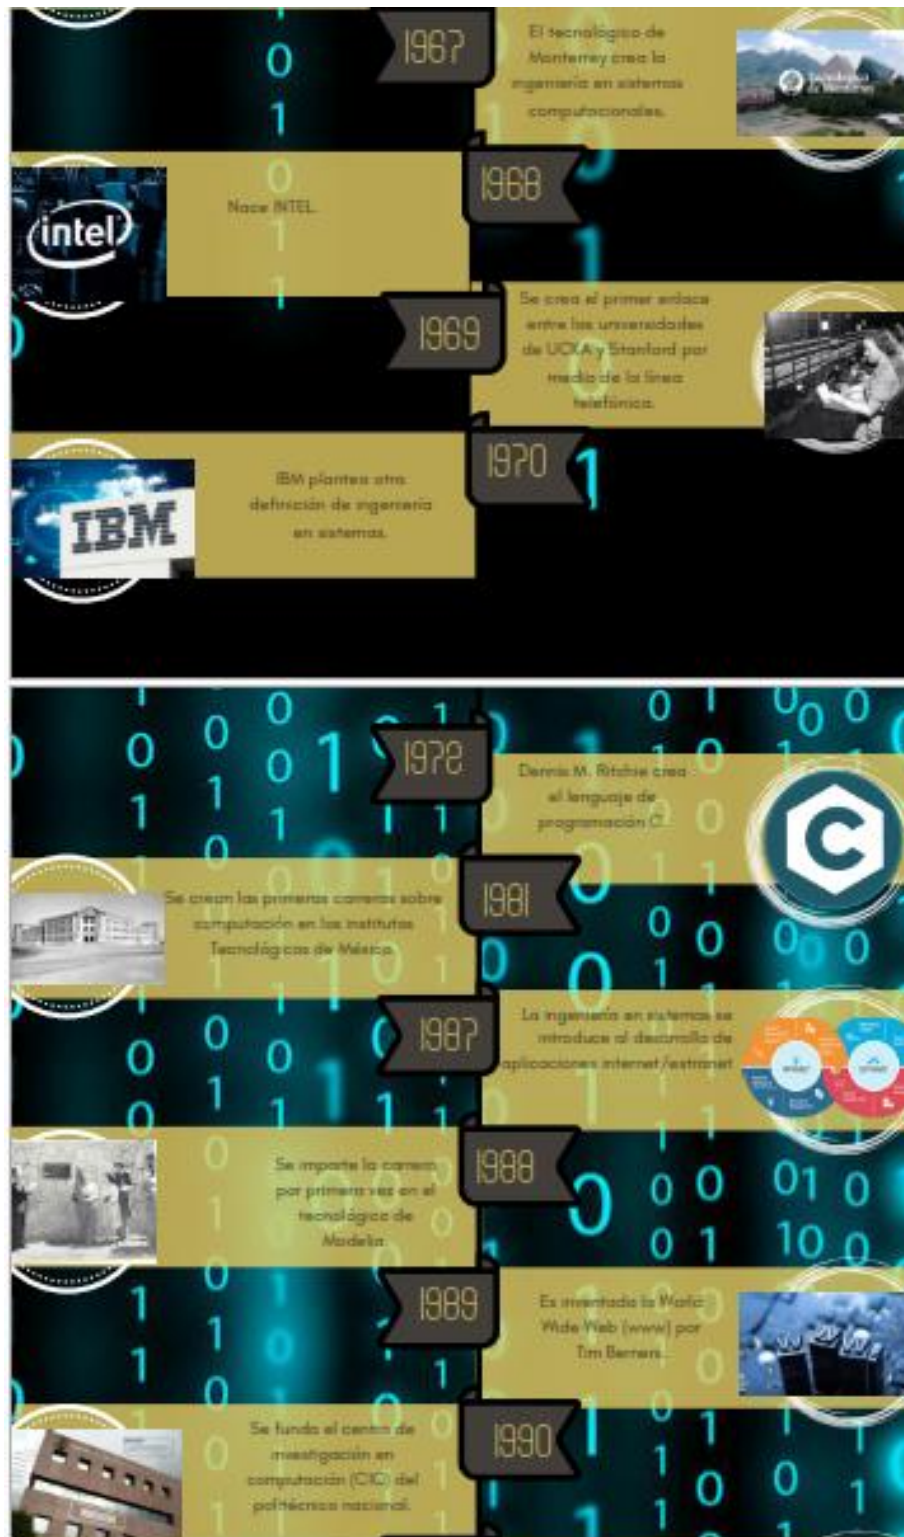 1967
El tecnológico de
Monterrey crea la
ingeniería en sistemas
computacionales.
Tecnológico
de Monterrey
1968
Nace INTEL.
intel
1969
Se crea el primer enlace
entre las universidades
de UCLA y Stanford por
medio de la línea
telefónica.
1970
IBM plantea otra
definición de ingeniería
en sistemas.
IBM
1972
Dennis M. Ritchie crea
el lenguaje de
programación C
C
1981
Se crean las primeras carreras sobre
computación en los institutos
Tecnológicos de México.
1987
La ingeniería en sistemas se
introduce al desarrollo de
aplicaciones internet/extranet
1988
Se imparte la carrera
por primera vez en el
tecnológico de
Modelia.
1989
Es inventada la World
Wide Web (www) por
Tim Berners.
WWW
1990
Se funda el centro de
investigación en
computación (CIC) del
politécnico nacional.